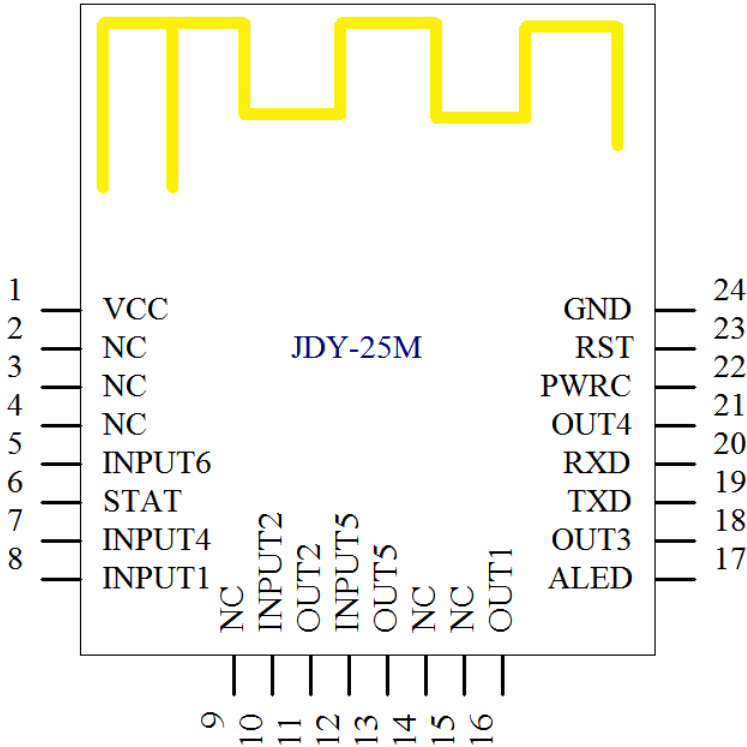 1 VCC
2 NC
3 NC
4 NC
5 INPUT6
6 STAT
7 INPUT4
8 INPUT1
JDY-25M
9 NC
10 INPUT2
11 OUT2
12 INPUT5
13 OUT5
14 NC
15 NC
16 OUT1
GND 24
RST 23
PWRC 22
OUT4 21
RXD 20
TXD 19
OUT3 18
ALED 17